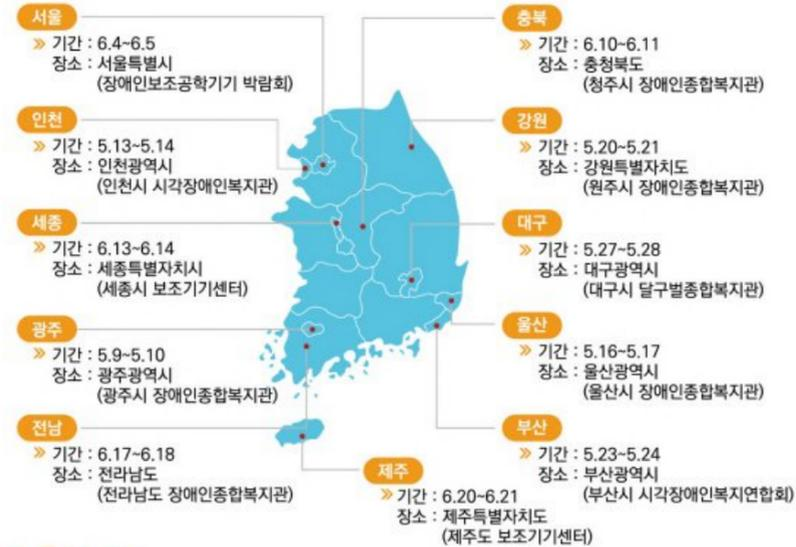 서울
» 기간 : 6.4~6.5
장소 : 서울특별시
(장애인보조공학기기 박람회)
인천
» 기간 : 5.13~5.14
장소 : 인천광역시
(인천시 시각장애인복지관)
세종
» 기간 : 6.13~6.14
장소 : 세종특별자치시
(세종시 보조기기센터)
광주
» 기간 : 5.9~5.10
장소 : 광주광역시
(광주시 장애인종합복지관)
전남
» 기간 : 6.17~6.18
장소 : 전라남도
(전라남도 장애인종합복지관)
충북
» 기간 : 6.10~6.11
장소 : 충청북도
(청주시 장애인종합복지관)
강원
» 기간 : 5.20~5.21
장소 : 강원특별자치도
(원주시 장애인종합복지관)
대구
» 기간 : 5.27~5.28
장소 : 대구광역시
(대구시 달구벌종합복지관)
울산
» 기간 : 5.16~5.17
장소 : 울산광역시
(울산시 장애인종합복지관)
부산
» 기간 : 5.23~5.24
장소 : 부산광역시
(부산시 시각장애인복지연합회)
제주
» 기간 : 6.20~6.21
장소 : 제주특별자치도
(제주도 보조기기센터)